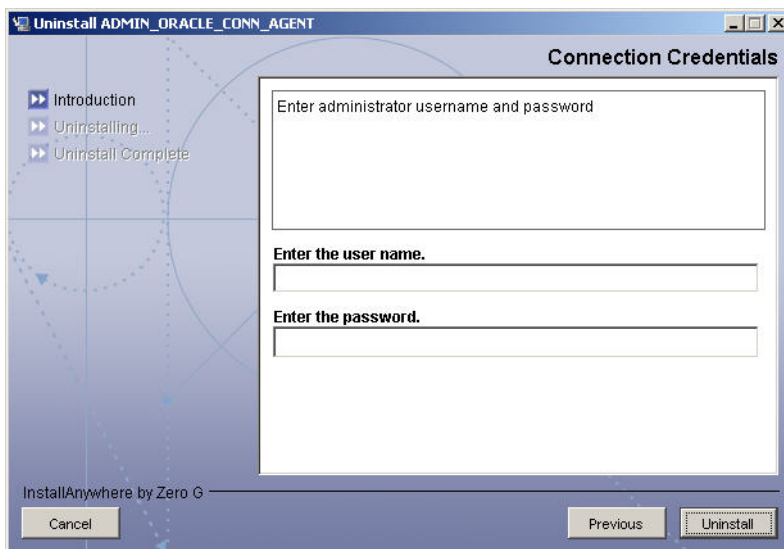 Uninstall ADMIN_ORACLE_CONN_AGENT
Connection Credentials
Introduction
Uninstalling...
Uninstall Complete
Enter administrator username and password
Enter the user name.
Enter the password.
InstallAnywhere by Zero G
Cancel
Previous
Uninstall